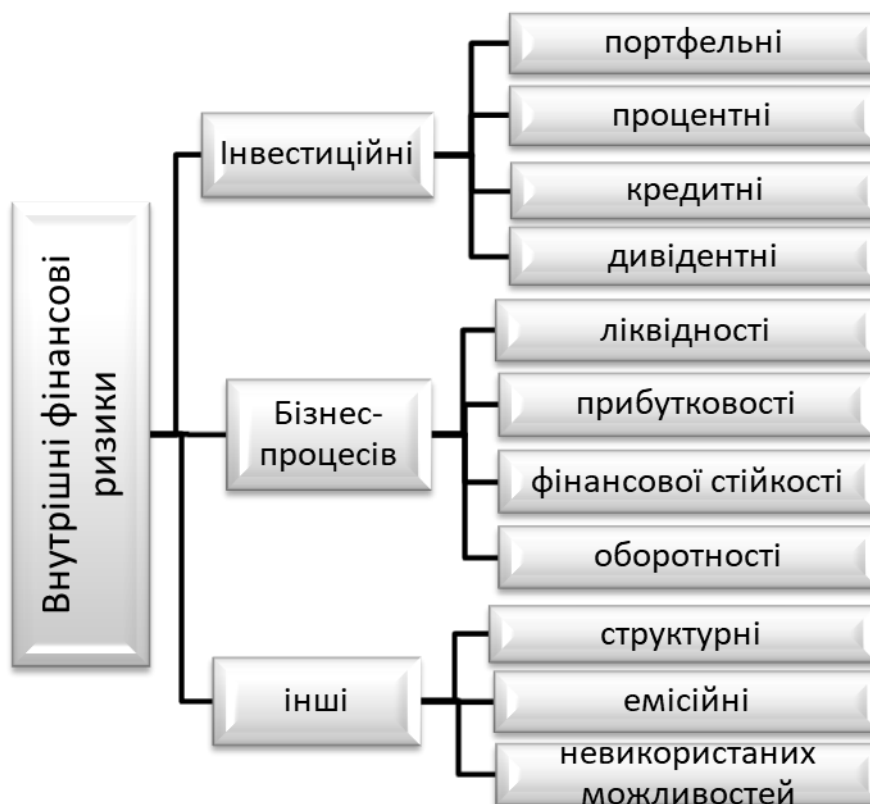 Внутрішні фінансові
ризики
Інвестиційні
портфельні
процентні
кредитні
дивідентні
Бізнес-
процесів
ліквідності
прибутковості
фінансової стійкості
оборотності
інші
структурні
емісійні
невикористаних
можливостей